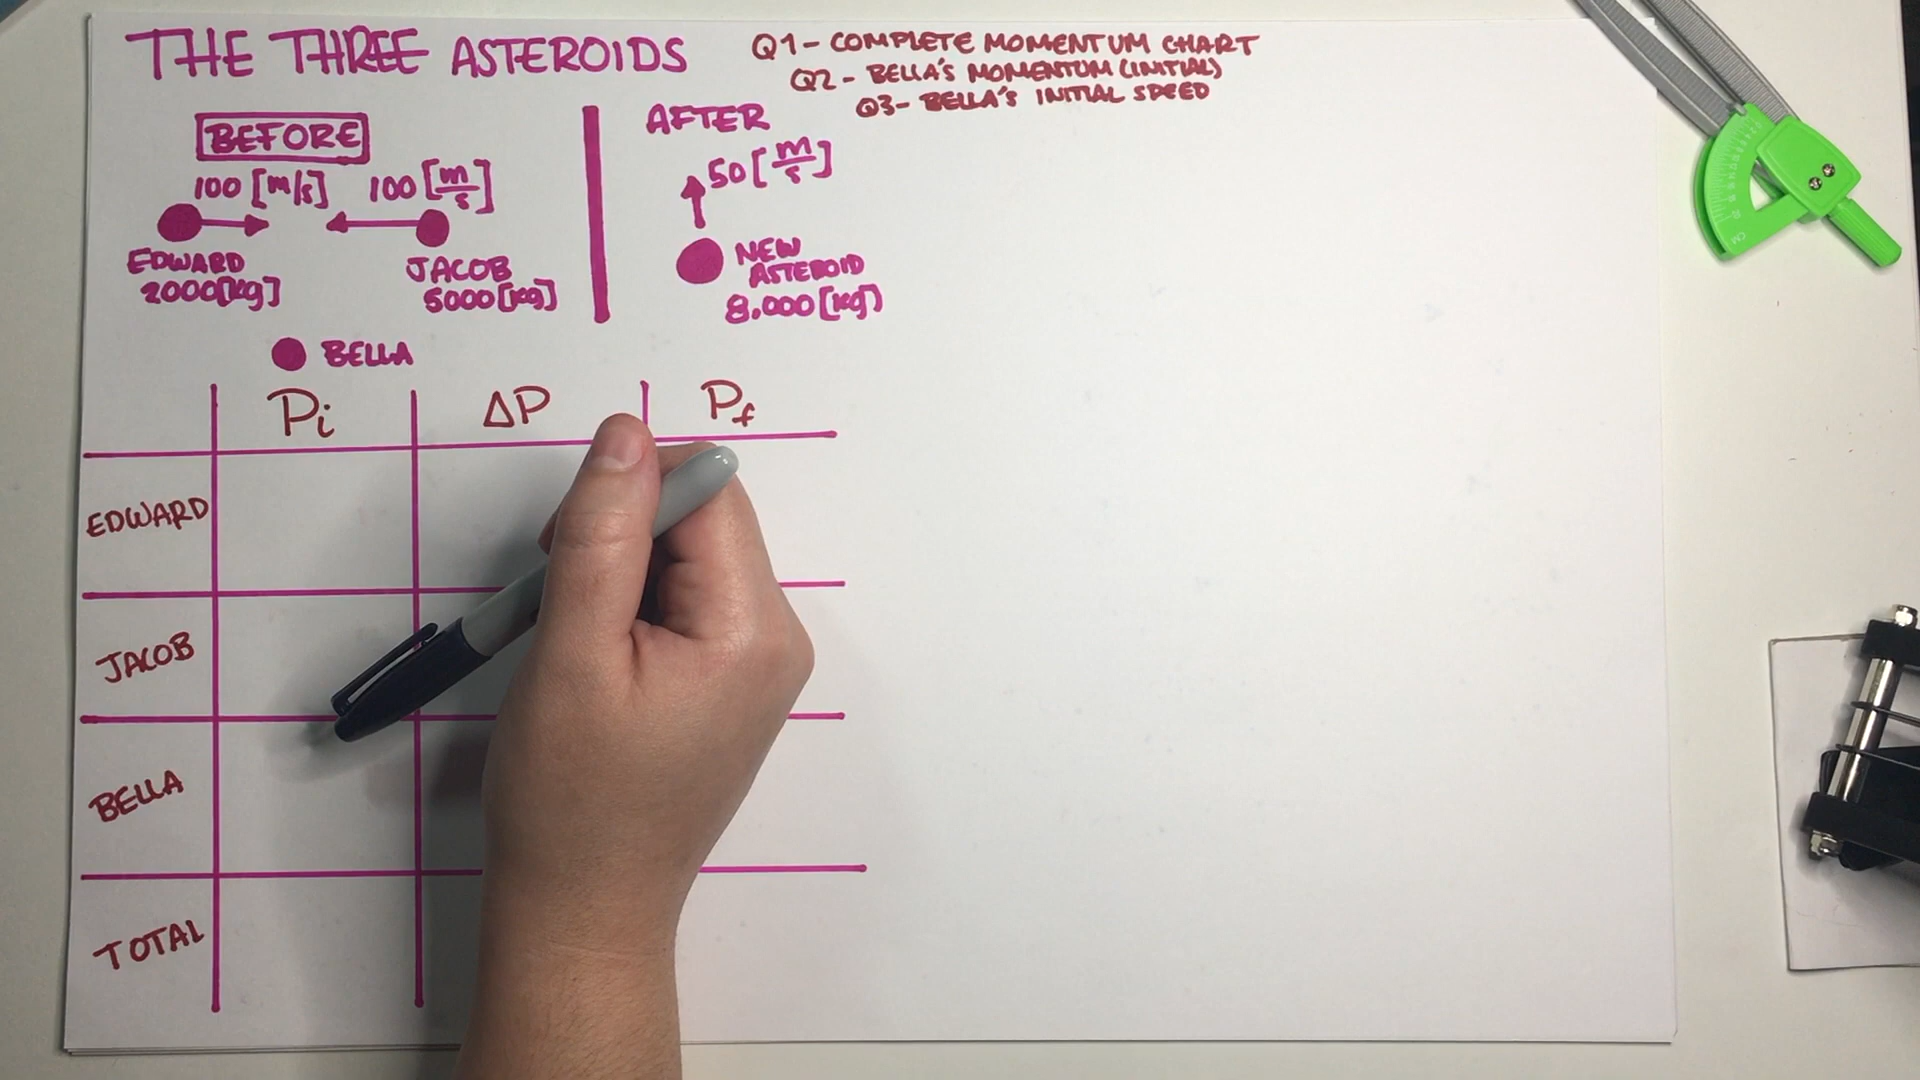 THE THREE ASTEROIDS
Q1 - COMPLETE MOMENTUM CHART
Q2 - BELLA'S MOMENTUM (INITIAL)
Q3 - BELLA'S INITIAL SPEED
BEFORE
100 [m/s]
100 [m/s]
EDWARD
2000[kg]
JACOB
5000[kg]
BELLA
AFTER
50 [m/s]
NEW
ASTEROID
8.000 [kg]
Pi
ΔP
Pf
EDWARD
JACOB
BELLA
TOTAL